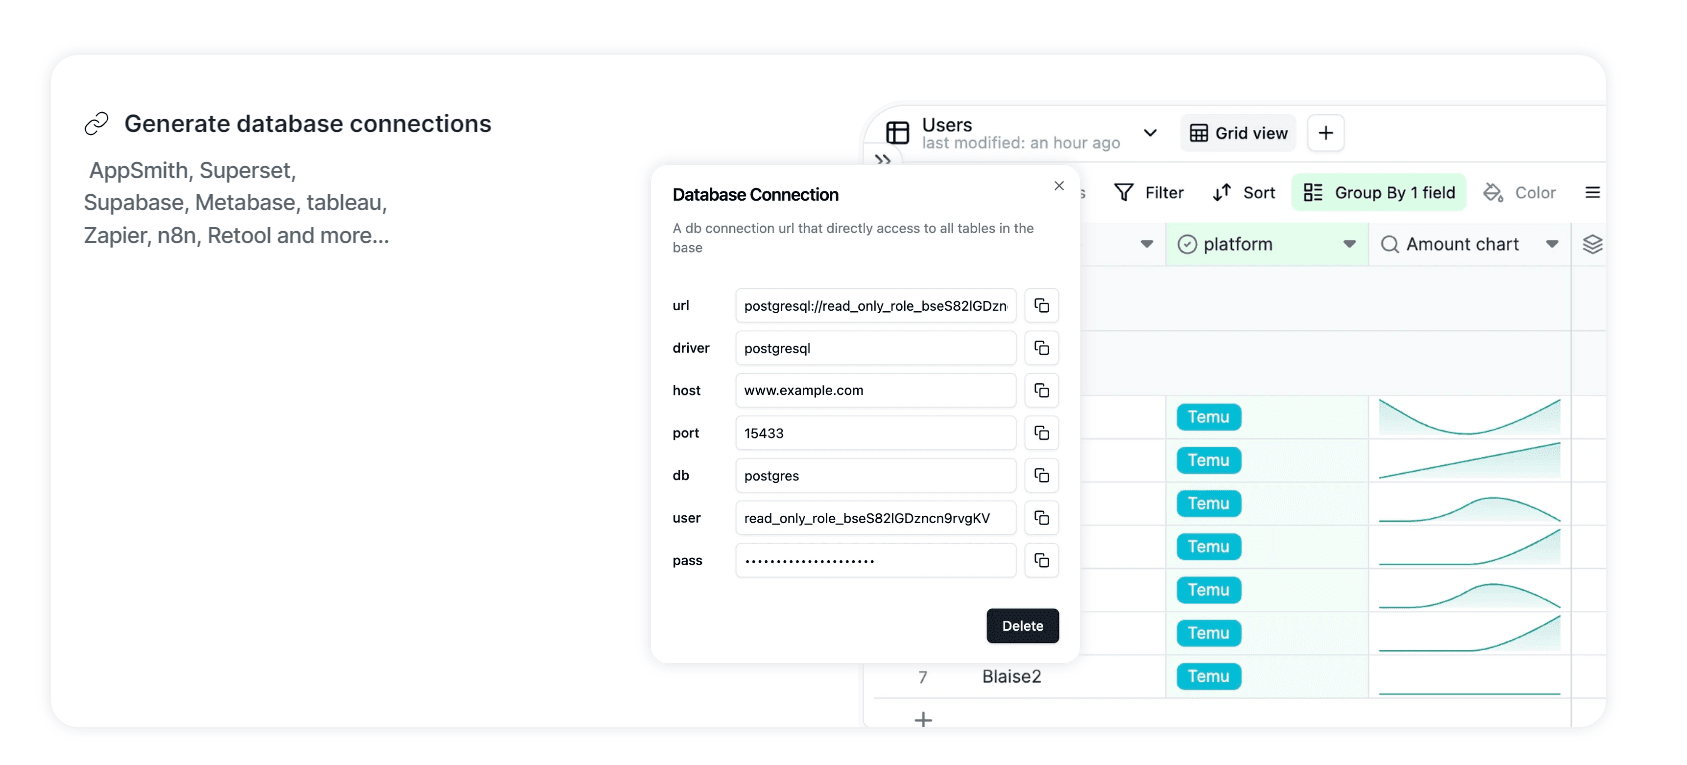 Generate database connections
AppSmith, Superset,
Supabase, Metabase, tableau,
Zapier, n8n, Retool and more...
Users
last modified: an hour ago
Grid view
Filter
Sort
Group By 1 field
Color
platform
Amount chart
Database Connection
A db connection url that directly access to all tables in the
base
url
postgresql://read_only_role_bseS82lGDzn
driver
postgresql
host
www.example.com
port
15433
db
postgres
user
read_only_role_bseS82lGDzncn9rvgKV
pass
•••••••••••••••••••••
Delete
Temu
Temu
Temu
Temu
Temu
Temu
7 Blaise2 Temu